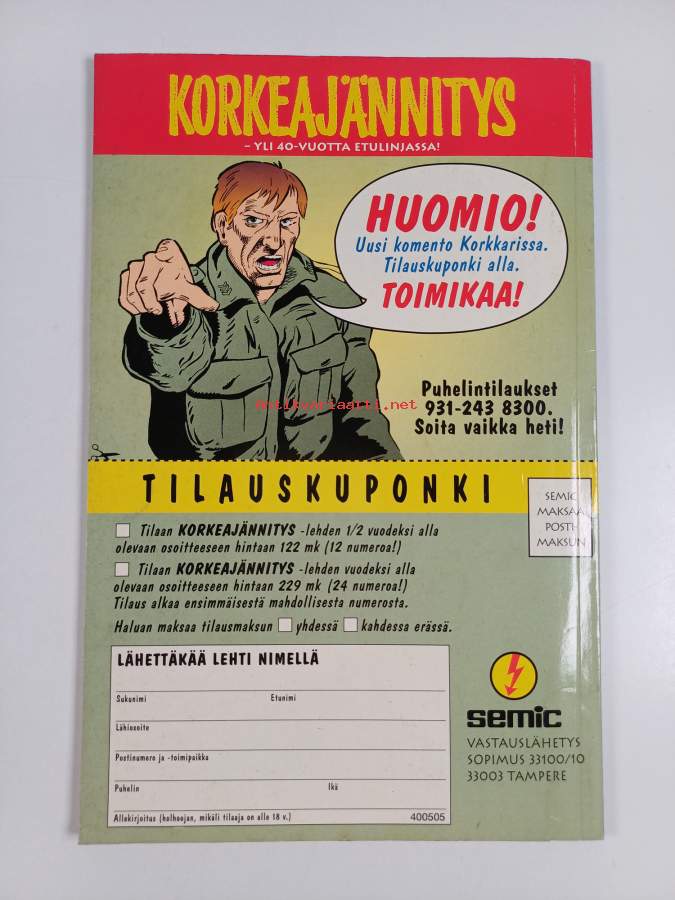 KORKEAJÄNNITYS
– YLI 40-VUOTTA ETULINJASSA!
HUOMIO!
Uusi komento Korkkarissa.
Tilauskuponki alla.
TOIMIKAA!
Puhelintilaukset
931-243 8300.
Soita vaikka heti!
antikvariaatti.net
TILAUSKUPONKI
SEMIC
MAKSAA
POSTI-
MAKSUN
Tilaan KORKEAJÄNNITYS -lehden 1/2 vuodeksi alla
olevaan osoitteeseen hintaan 122 mk (12 numeroa!)
Tilaan KORKEAJÄNNITYS -lehden vuodeksi alla
olevaan osoitteeseen hintaan 229 mk (24 numeroa!)
Tilaus alkaa ensimmäisestä mahdollisesta numerosta.
Haluan maksaa tilausmaksun yhdessä kahdessa erässä.
LÄHETTÄKÄÄ LEHTI NIMELLÄ
Sukunimi Etunimi
Lähiosoite
Postinumero ja -toimipaikka
Puhelin Ikä
Allekirjoitus (holhoojan, mikäli tilaaja on alle 18 v.) 400505
semic
VASTAUSLÄHETYS
SOPIMUS 33100/10
33003 TAMPERE